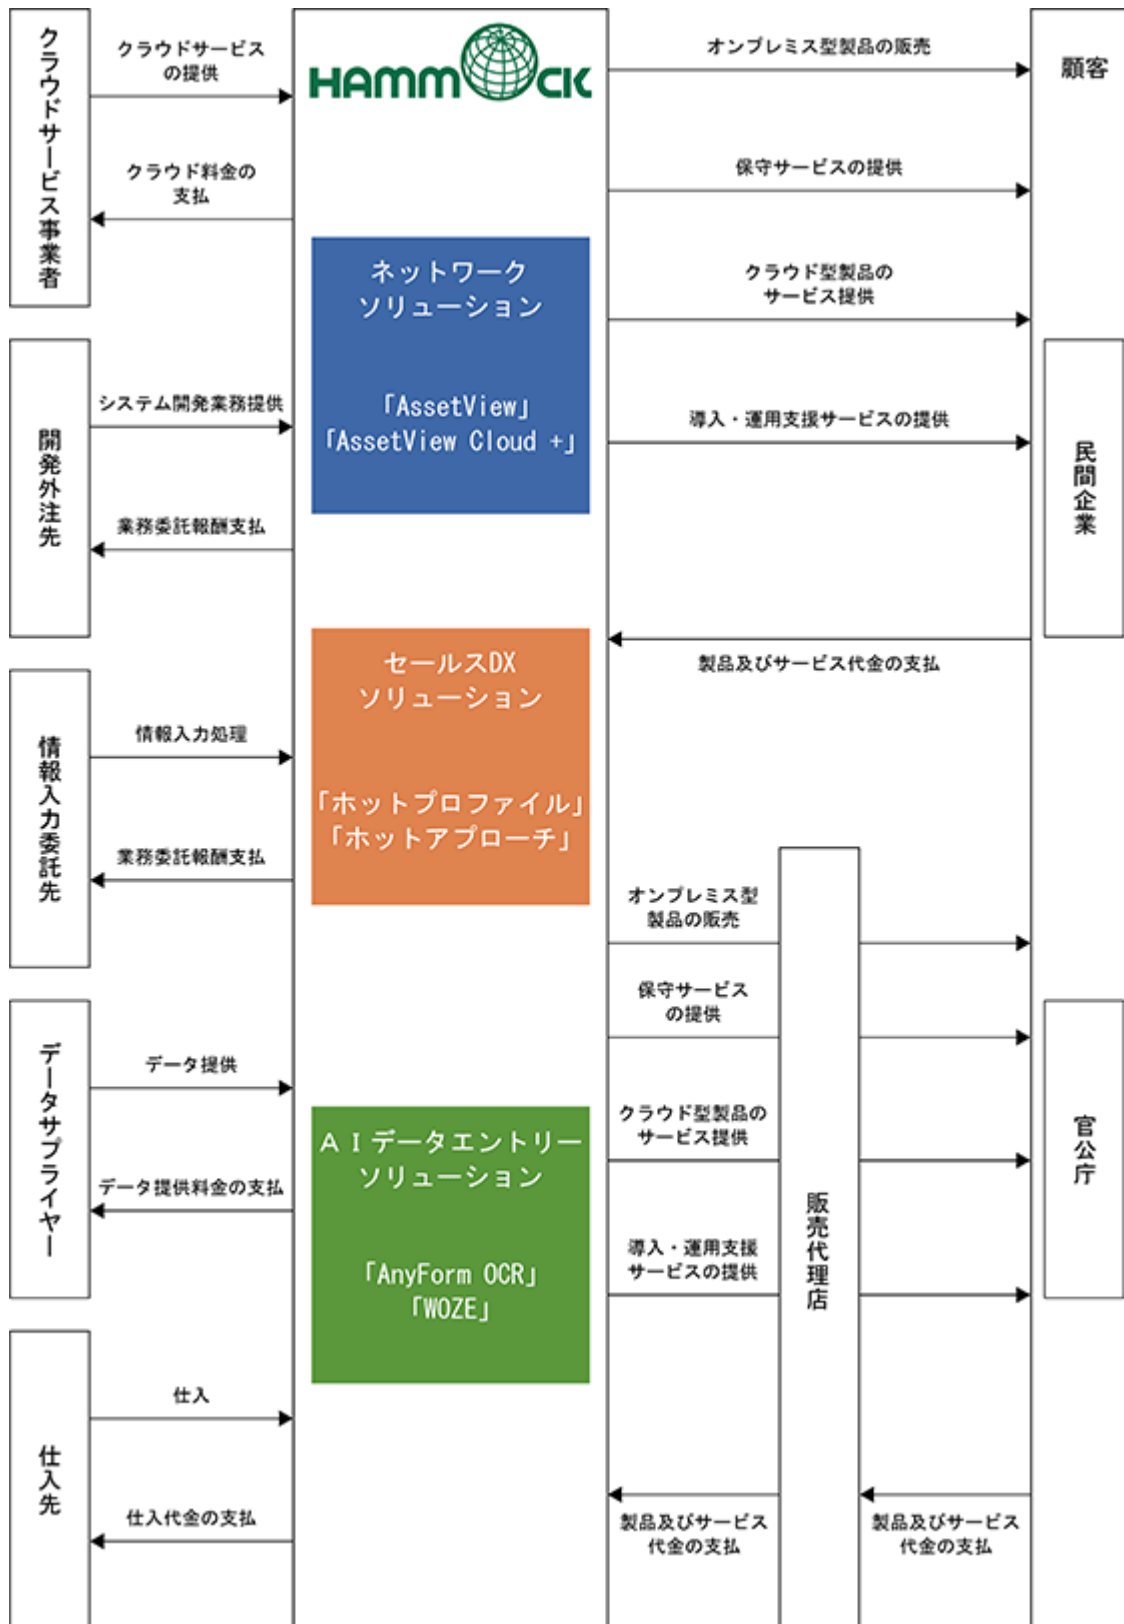 クラウドサービス事業者
クラウドサービス
の提供
クラウド料金の
支払
開発外注先
システム開発業務提供
業務委託報酬支払
情報入力委託先
情報入力処理
業務委託報酬支払
データサプライヤー
データ提供
データ提供料金の支払
仕入先
仕入
仕入代金の支払
HAMMOCK
ネットワーク
ソリューション
「AssetView」
「AssetView Cloud +」
セールスDX
ソリューション
「ホットプロファイル」
「ホットアプローチ」
AIデータエントリー
ソリューション
「AnyForm OCR」
「WOZE」
オンプレミス型製品の販売
保守サービスの提供
クラウド型製品の
サービス提供
導入・運用支援サービスの提供
製品及びサービス代金の支払
オンプレミス型
製品の販売
保守サービス
の提供
クラウド型製品の
サービス提供
導入・運用支援
サービスの提供
製品及びサービス
代金の支払
販売代理店
製品及びサービス
代金の支払
顧客
民間企業
官公庁